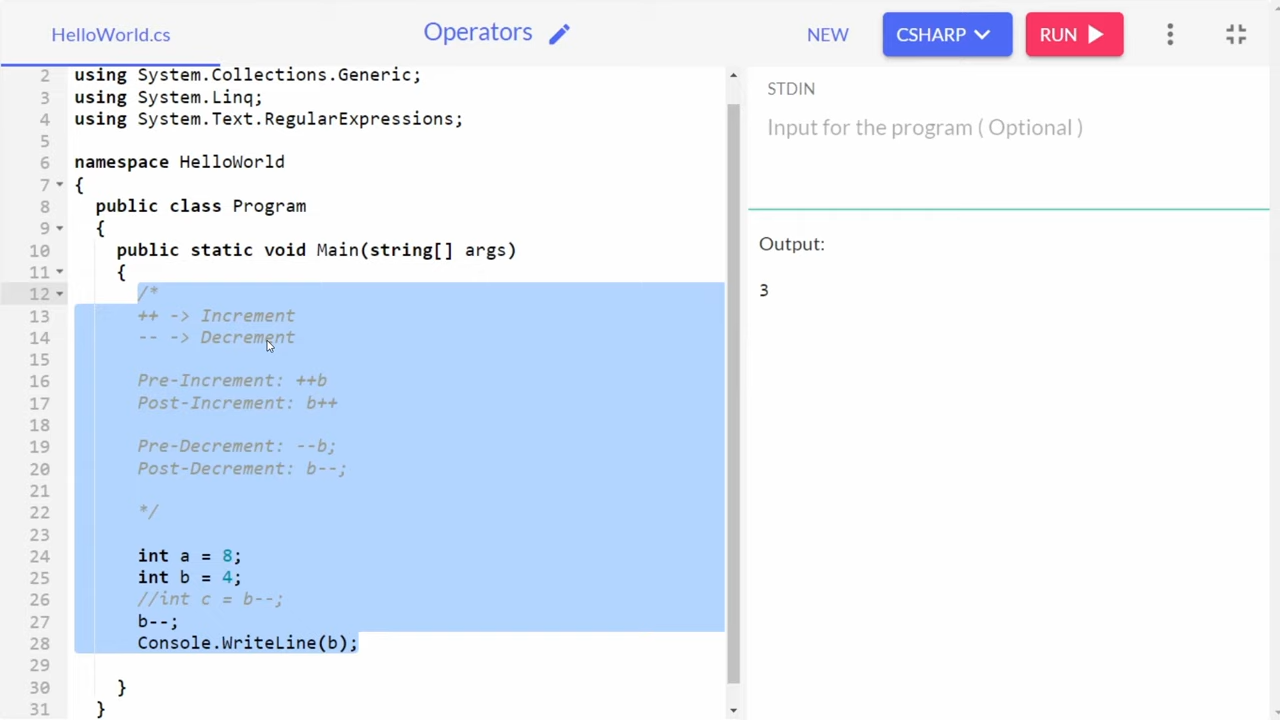 HelloWorld.cs
Operators
NEW
CSHARP
RUN
2 using System.Collections.Generic;
3 using System.Linq;
4 using System.Text.RegularExpressions;
5
6 namespace HelloWorld
7 {
8 public class Program
9 {
10 public static void Main(string[] args)
11 {
12 /*
13 ++ -> Increment
14 -- -> Decrement
15
16 Pre-Increment: ++b
17 Post-Increment: b++
18
19 Pre-Decrement: --b;
20 Post-Decrement: b--;
21
22 */
23
24 int a = 8;
25 int b = 4;
26 //int c = b--;
27 b--;
28 Console.WriteLine(b);
29
30 }
31 }
STDIN
Input for the program ( Optional )
Output:
3